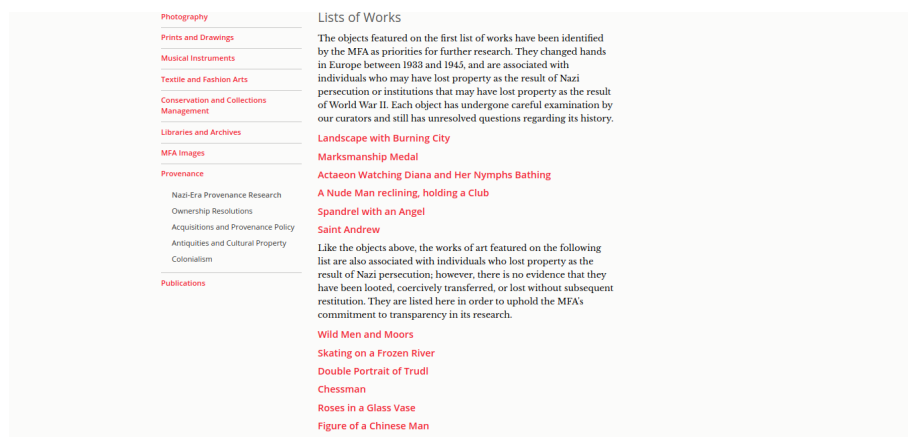 Photography
Prints and Drawings
Musical Instruments
Textile and Fashion Arts
Conservation and Collections
Management
Libraries and Archives
MFA Images
Provenance
Nazi-Era Provenance Research
Ownership Resolutions
Acquisitions and Provenance Policy
Antiquities and Cultural Property
Colonialism
Publications
Lists of Works
The objects featured on the first list of works have been identified
by the MFA as priorities for further research. They changed hands
in Europe between 1933 and 1945, and are associated with
individuals who may have lost property as the result of Nazi
persecution or institutions that may have lost property as the result
of World War II. Each object has undergone careful examination by
our curators and still has unresolved questions regarding its history.
Landscape with Burning City
Marksmanship Medal
Actaeon Watching Diana and Her Nymphs Bathing
A Nude Man reclining, holding a Club
Spandrel with an Angel
Saint Andrew
Like the objects above, the works of art featured on the following
list are also associated with individuals who lost property as the
result of Nazi persecution; however, there is no evidence that they
have been looted, coercively transferred, or lost without subsequent
restitution. They are listed here in order to uphold the MFA's
commitment to transparency in its research.
Wild Men and Moors
Skating on a Frozen River
Double Portrait of Trudl
Chessman
Roses in a Glass Vase
Figure of a Chinese Man